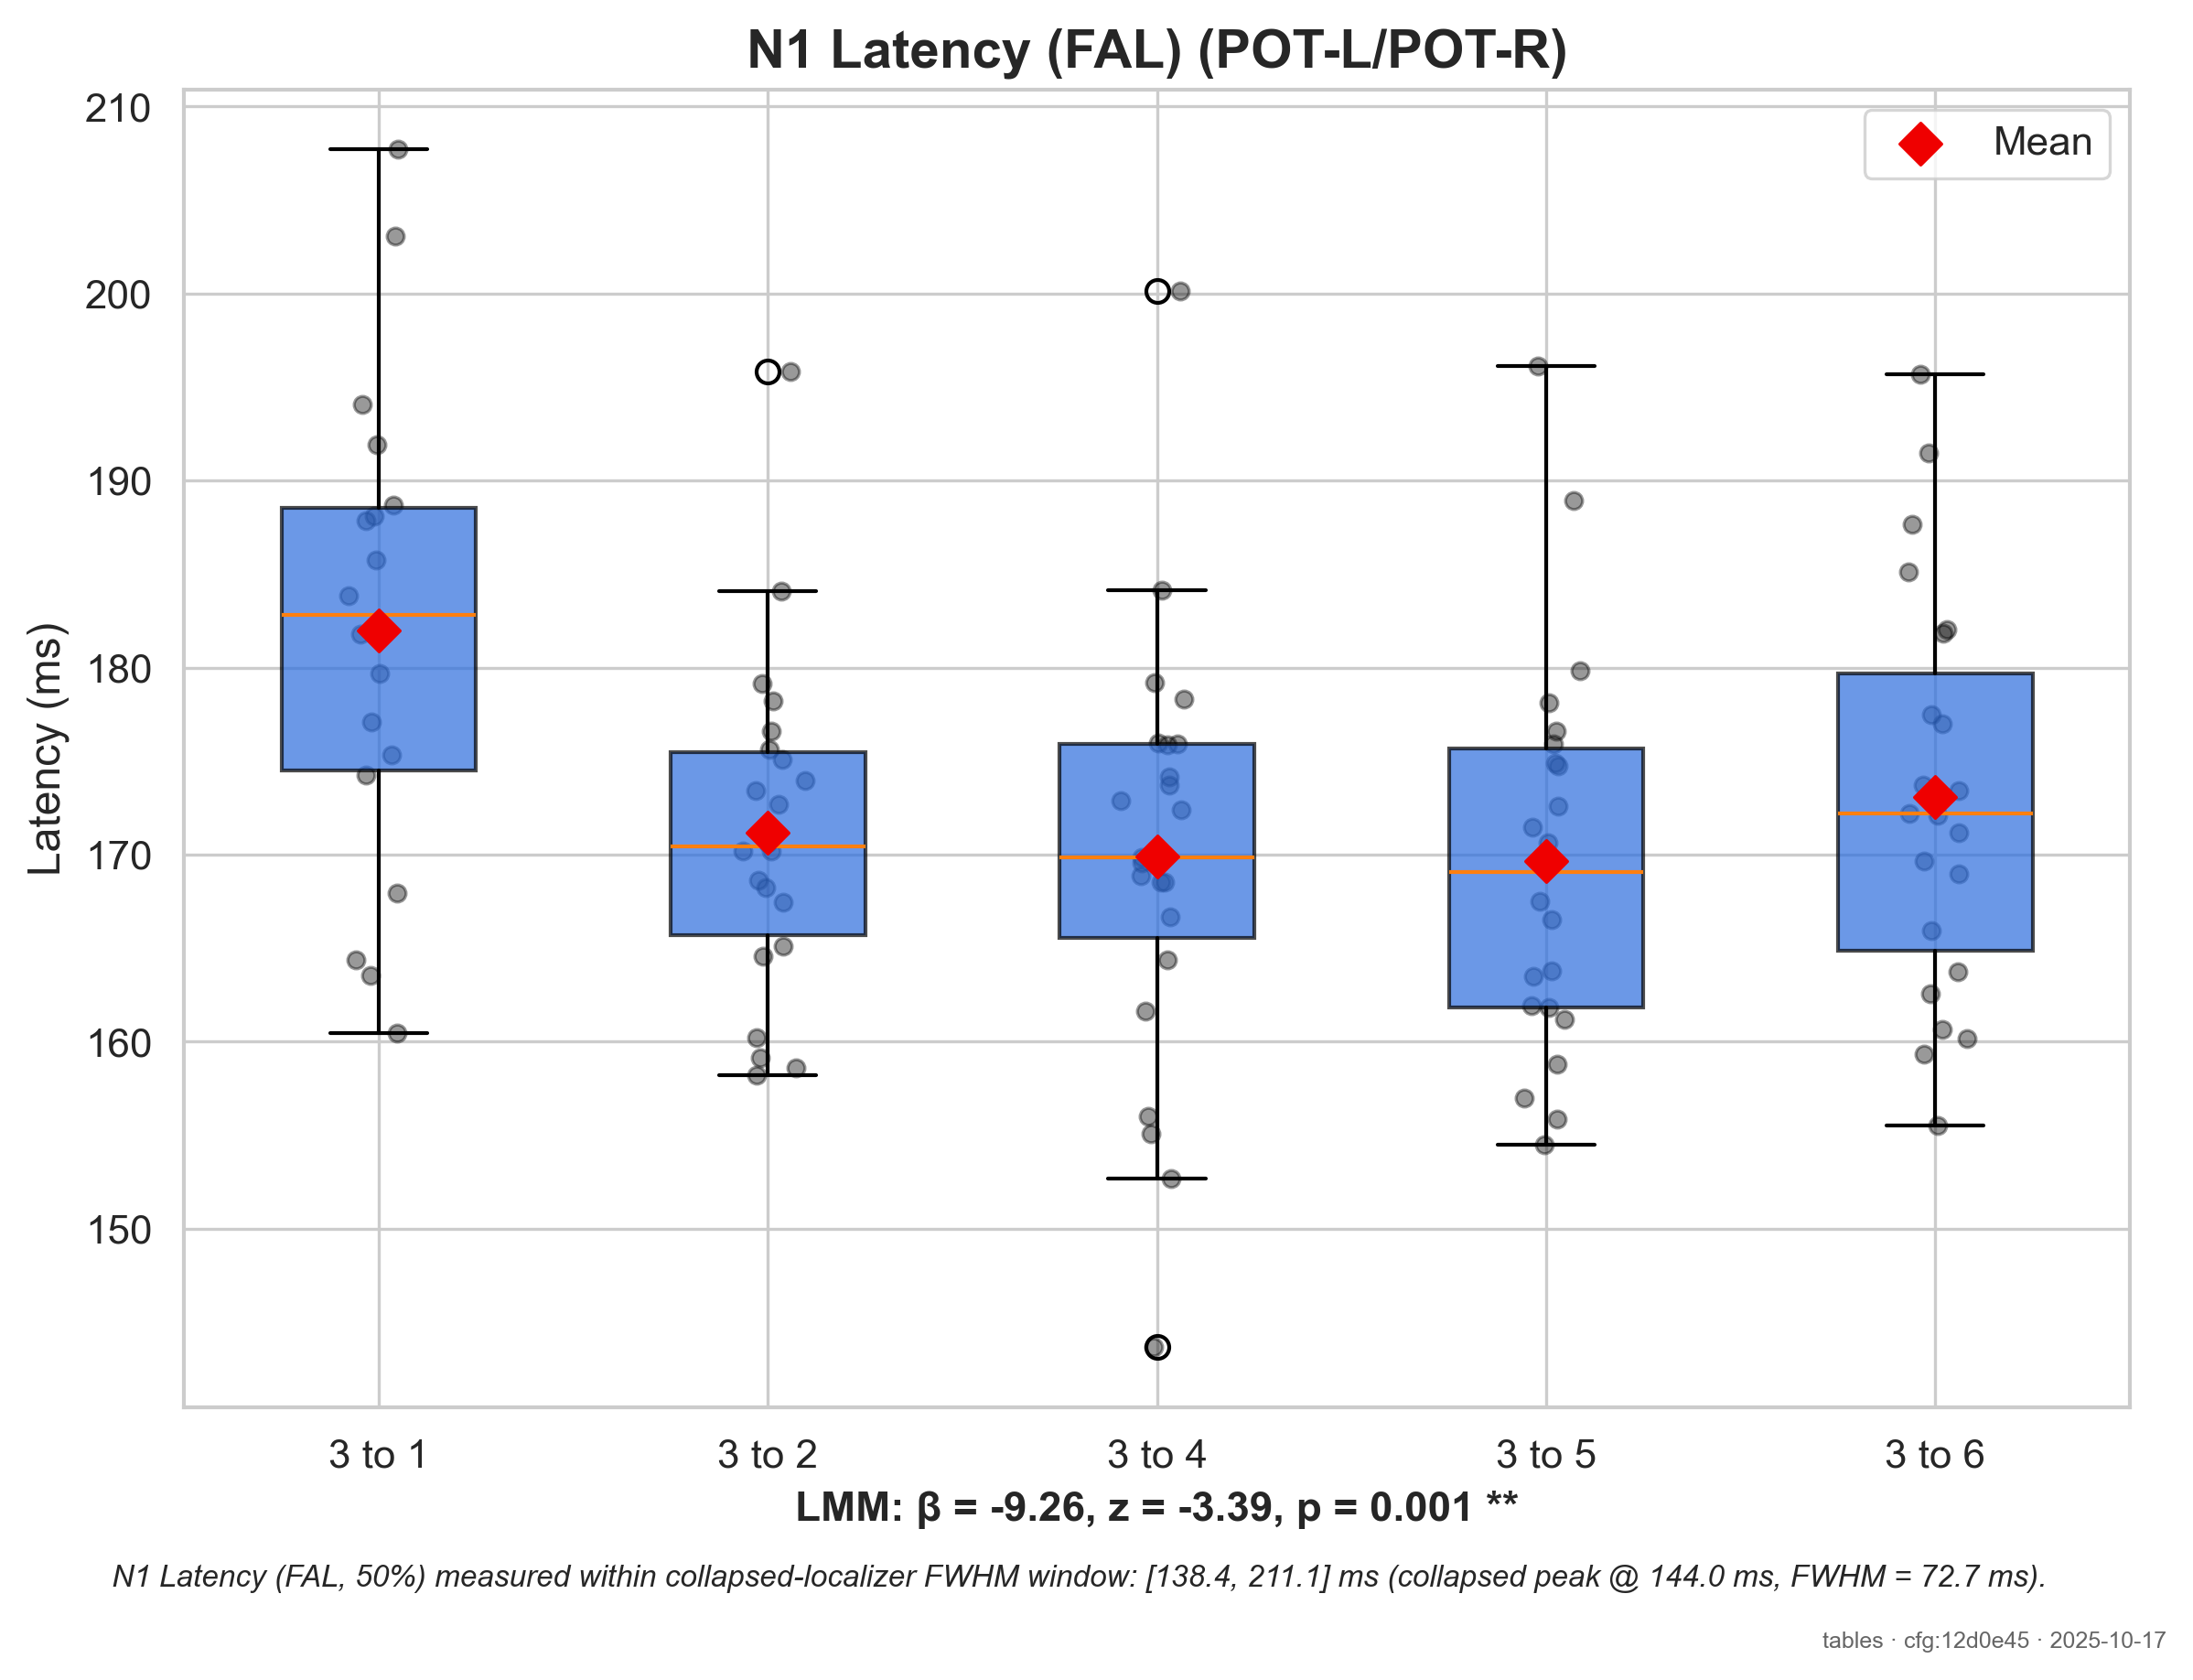 N1 Latency (FAL) (POT-L/POT-R)
Mean
Latency (ms)
210
200
190
180
170
160
150
3 to 1
3 to 2
3 to 4
3 to 5
3 to 6
LMM: β = -9.26, z = -3.39, p = 0.001 **
N1 Latency (FAL, 50%) measured within collapsed-localizer FWHM window: [138.4, 211.1] ms (collapsed peak @ 144.0 ms, FWHM = 72.7 ms).
tables · cfg:12d0e45 · 2025-10-17